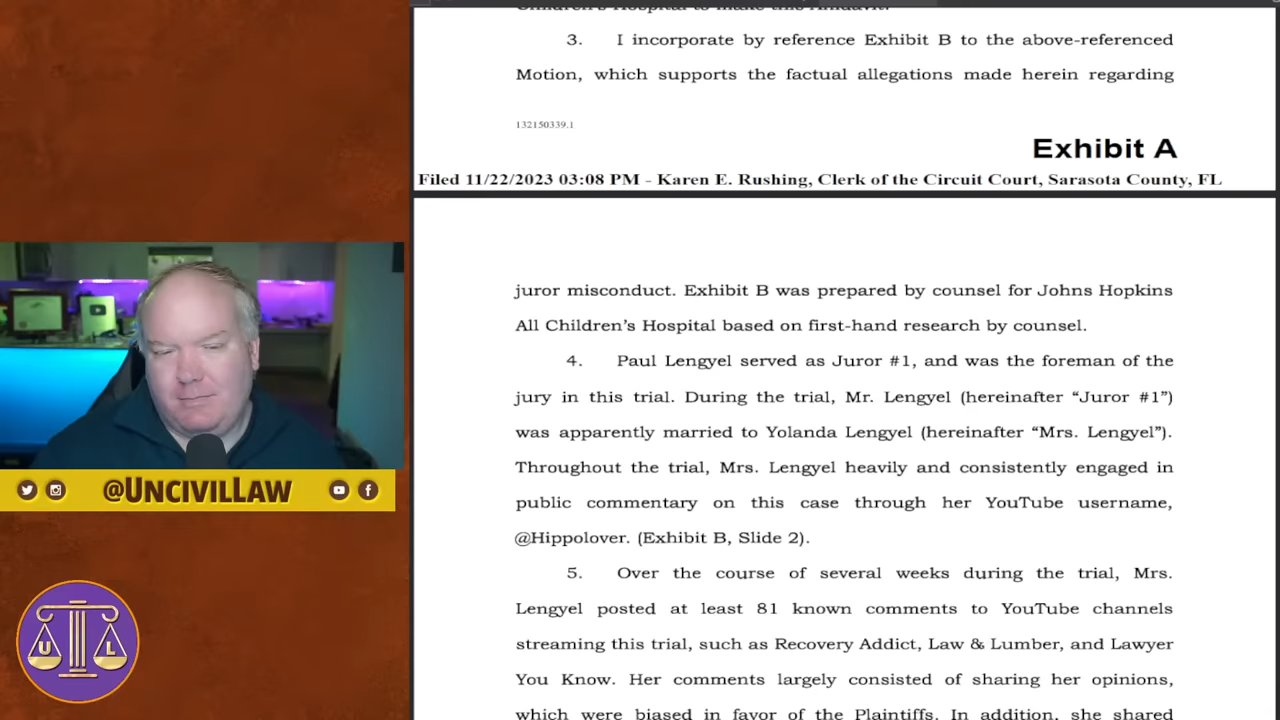 Children's Hospital to make this Affidavit.
3. I incorporate by reference Exhibit B to the above-referenced
Motion, which supports the factual allegations made herein regarding
132150339.1
Exhibit A
Filed 11/22/2023 03:08 PM - Karen E. Rushing, Clerk of the Circuit Court, Sarasota County, FL
juror misconduct. Exhibit B was prepared by counsel for Johns Hopkins
All Children's Hospital based on first-hand research by counsel.
4. Paul Lengyel served as Juror #1, and was the foreman of the
jury in this trial. During the trial, Mr. Lengyel (hereinafter "Juror #1")
was apparently married to Yolanda Lengyel (hereinafter "Mrs. Lengyel").
Throughout the trial, Mrs. Lengyel heavily and consistently engaged in
public commentary on this case through her YouTube username,
@Hippolover. (Exhibit B, Slide 2).
5. Over the course of several weeks during the trial, Mrs.
Lengyel posted at least 81 known comments to YouTube channels
streaming this trial, such as Recovery Addict, Law & Lumber, and Lawyer
You Know. Her comments largely consisted of sharing her opinions,
which were biased in favor of the Plaintiffs. In addition, she shared
@UNCIVILLAW
U L